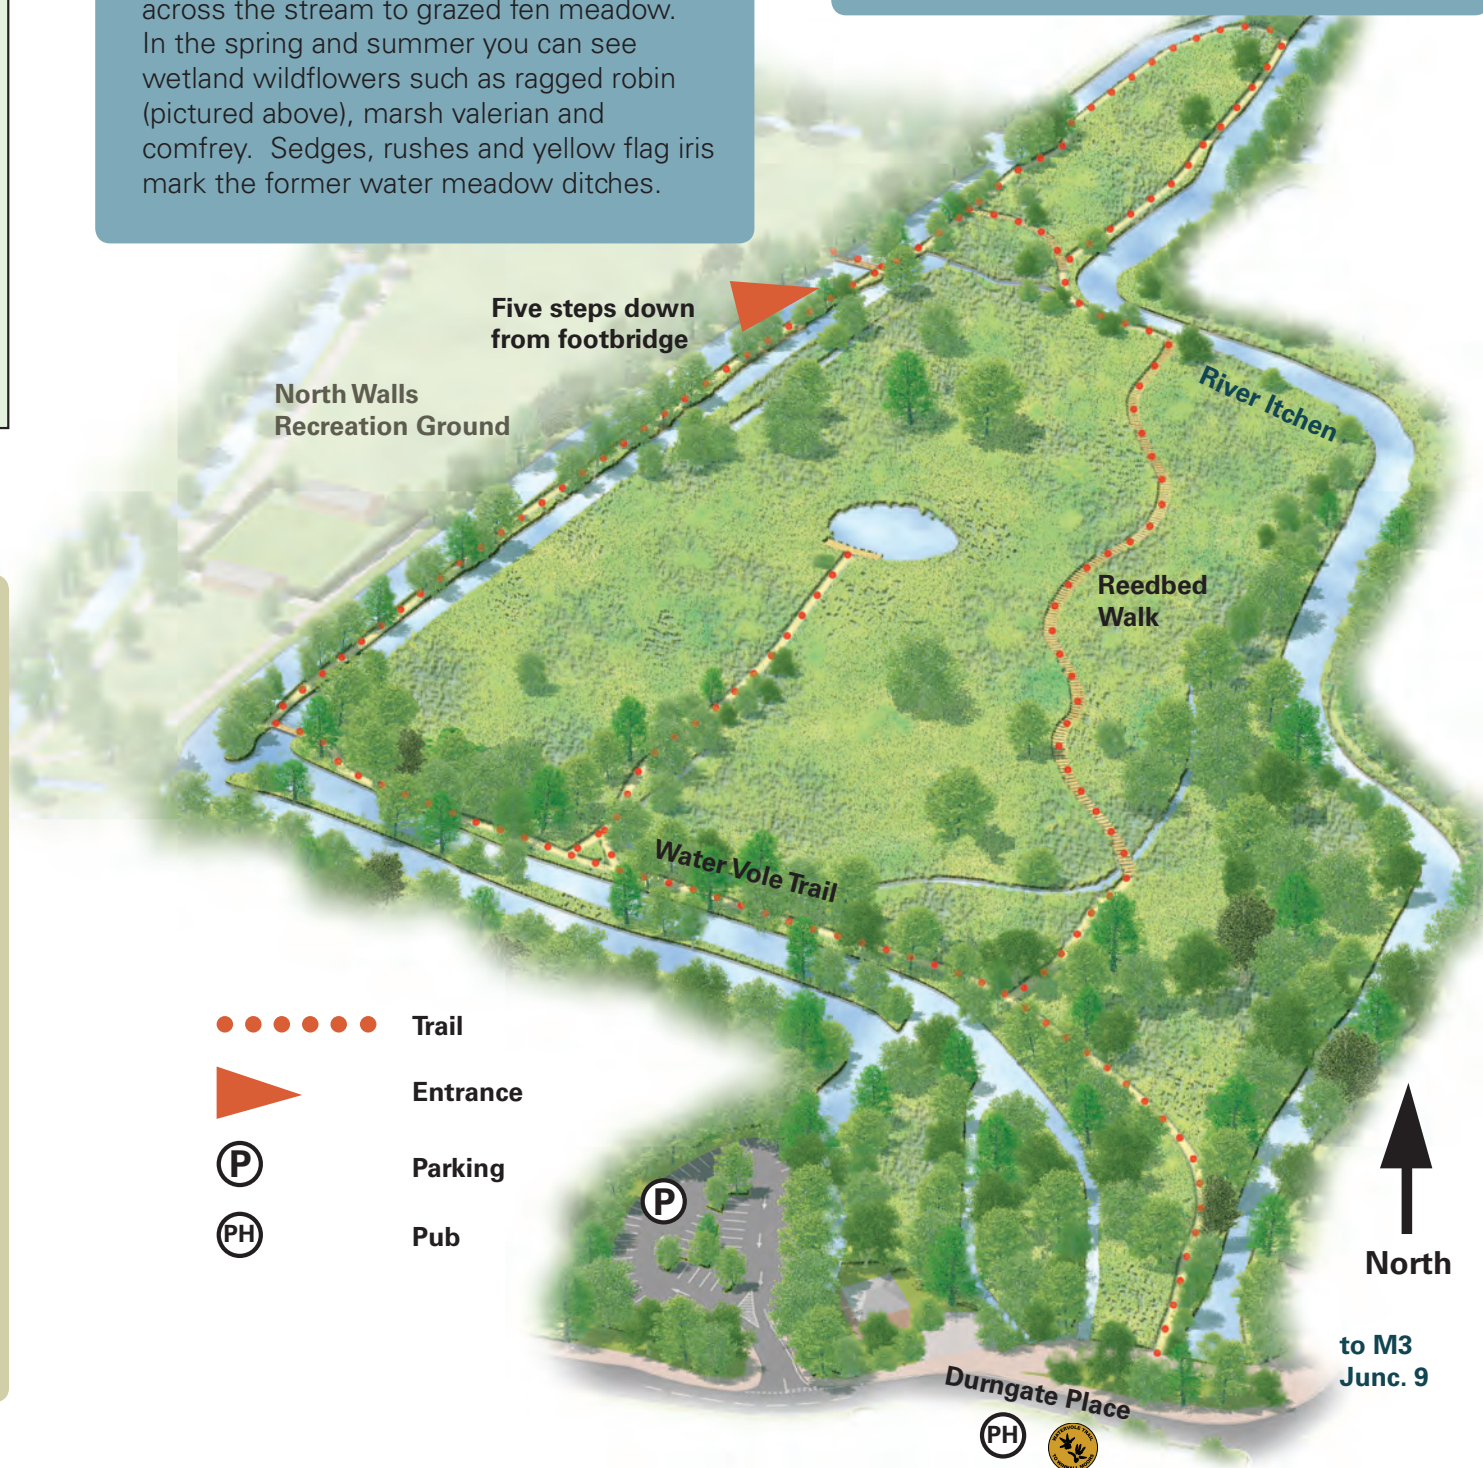 across the stream to grazed fen meadow.
In the spring and summer you can see
wetland wildflowers such as ragged robin
(pictured above), marsh valerian and
comfrey.  Sedges, rushes and yellow flag iris
mark the former water meadow ditches.
Five steps down
from footbridge
North Walls
Recreation Ground
River Itchen
Reedbed
Walk
Water Vole Trail
Trail
Entrance
P
Parking
PH
Pub
P
North
to M3
Junc. 9
Durngate Place
PH
WATERVOLE TRAIL